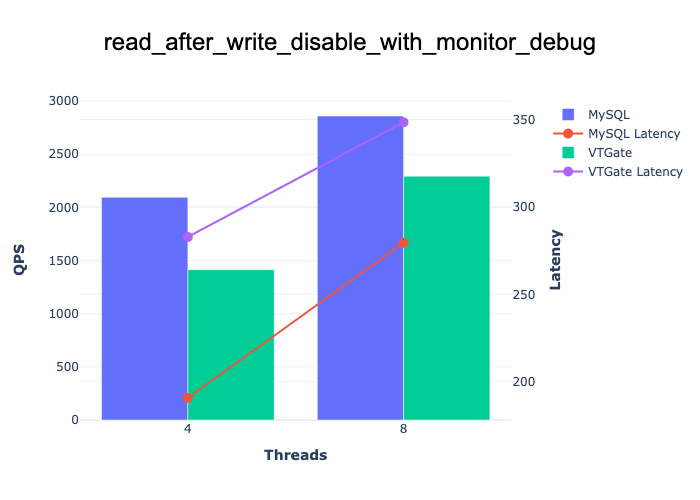 read_after_write_disable_with_monitor_debug
3000
2500
2000
1500
1000
500
0
QPS
4
8
Threads
350
300
250
200
Latency
MySQL
MySQL Latency
VTGate
VTGate Latency